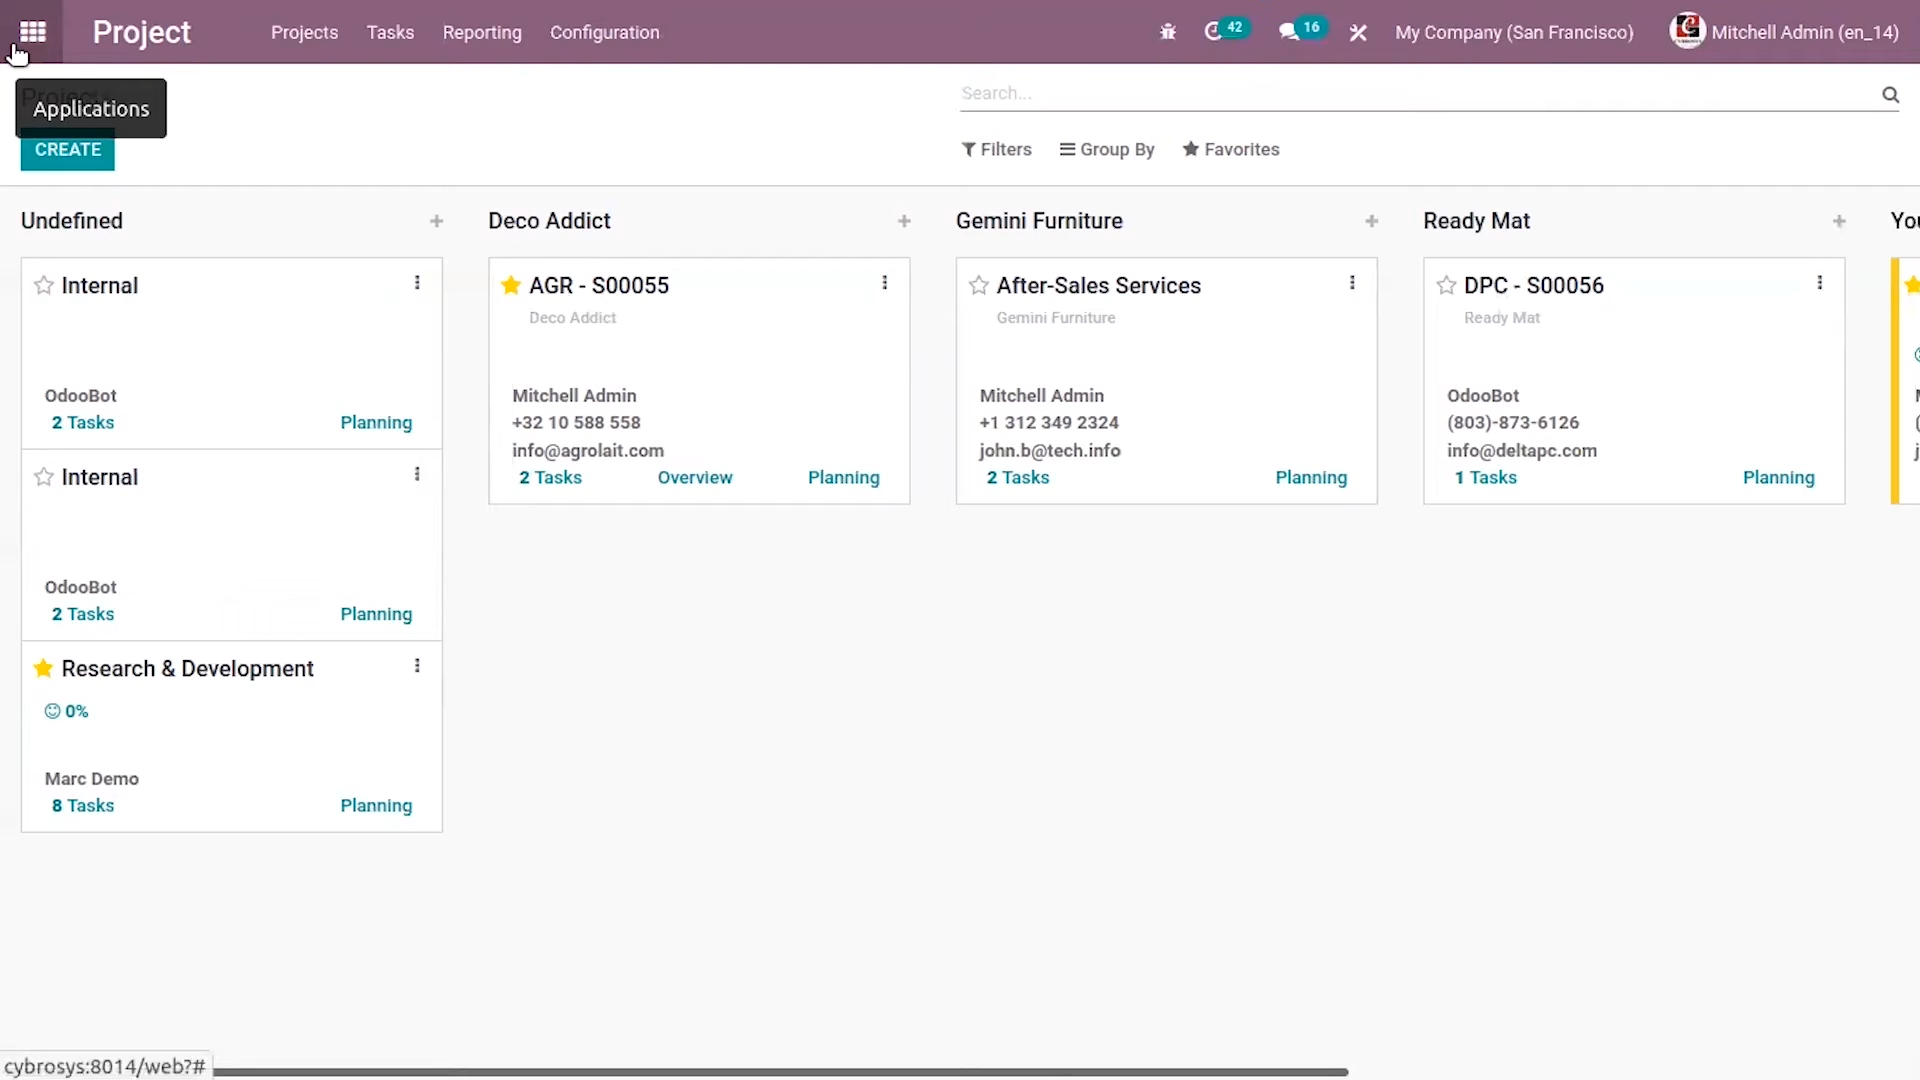 Project
Projects
Tasks
Reporting
Configuration
42
16
My Company (San Francisco)
Mitchell Admin (en_14)
Applications
Search...
CREATE
Filters
Group By
Favorites
Undefined
+
Deco Addict
+
Gemini Furniture
+
Ready Mat
+
You
Internal
OdooBot
2 Tasks
Planning
Internal
OdooBot
2 Tasks
Planning
Research & Development
0%
Marc Demo
8 Tasks
Planning
AGR - S00055
Deco Addict
Mitchell Admin
+32 10 588 558
info@agrolait.com
2 Tasks
Overview
Planning
After-Sales Services
Gemini Furniture
Mitchell Admin
+1 312 349 2324
john.b@tech.info
2 Tasks
Planning
DPC - S00056
Ready Mat
OdooBot
(803)-873-6126
info@deltapc.com
1 Tasks
Planning
cybrosys:8014/web?#